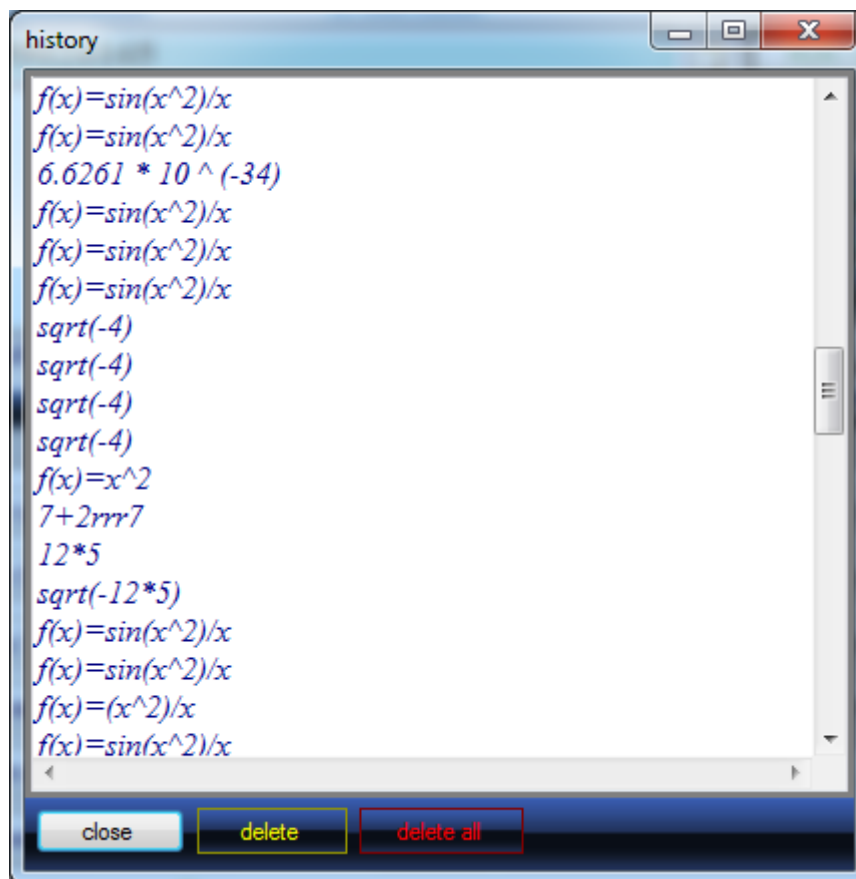 history
f(x)=sin(x^2)/x
f(x)=sin(x^2)/x
6.6261 * 10 ^ (-34)
f(x)=sin(x^2)/x
f(x)=sin(x^2)/x
f(x)=sin(x^2)/x
sqrt(-4)
sqrt(-4)
sqrt(-4)
sqrt(-4)
f(x)=x^2
7+2rrr7
12*5
sqrt(-12*5)
f(x)=sin(x^2)/x
f(x)=sin(x^2)/x
f(x)=(x^2)/x
f(x)=sin(x^2)/x
close delete delete all